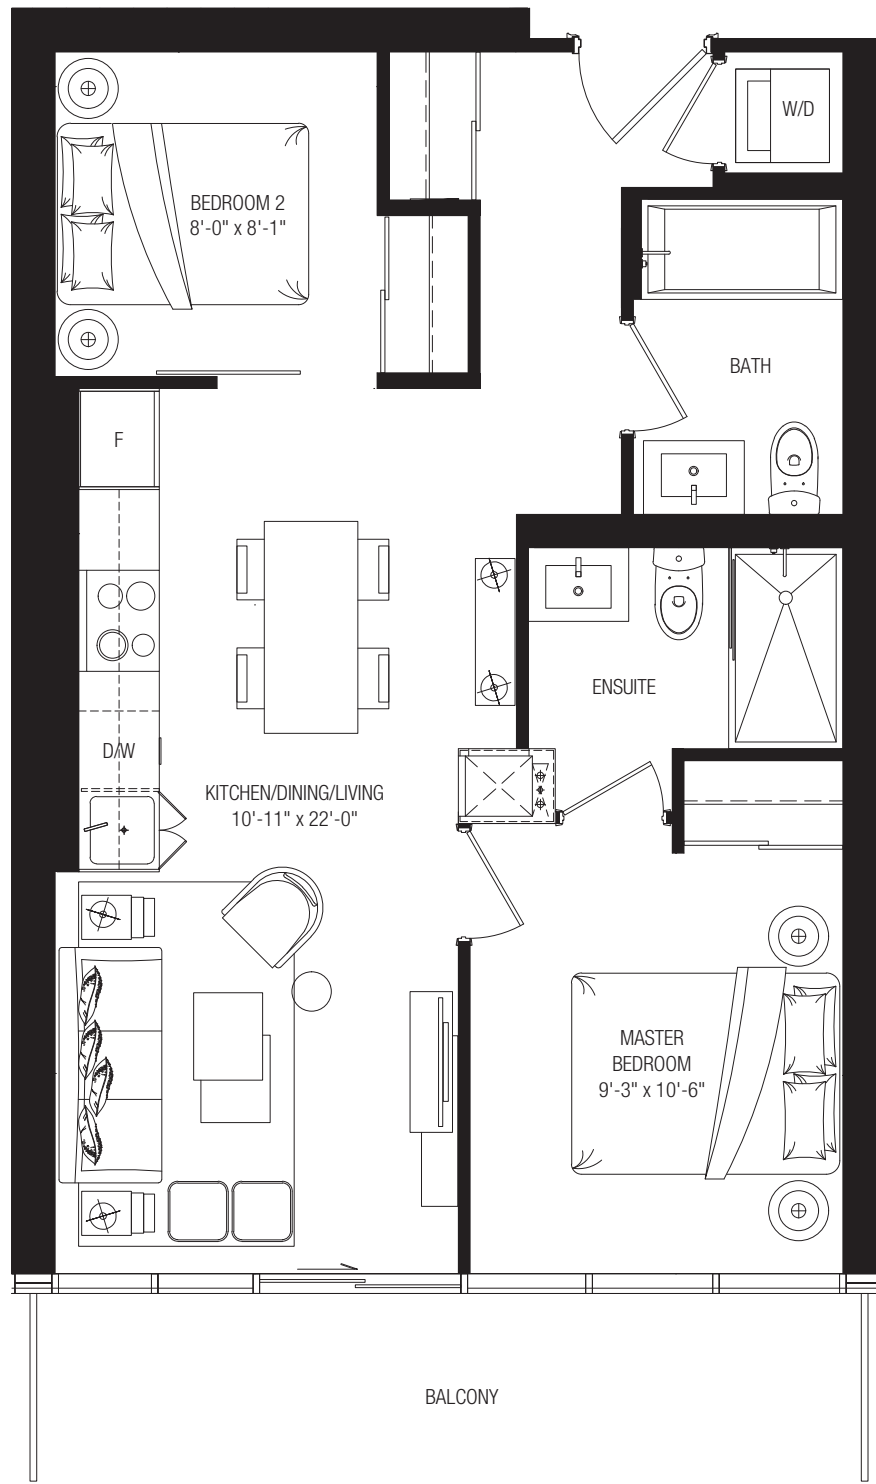 W/D
BEDROOM 2
8'-0" x 8'-1"
BATH
F
ENSUITE
D/W
KITCHEN/DINING/LIVING
10'-11" x 22'-0"
MASTER
BEDROOM
9'-3" x 10'-6"
BALCONY